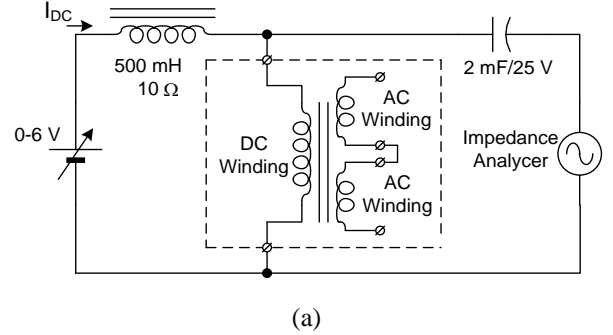 I_DC
500 mH
10 Ω
2 mF/25 V
0-6 V
DC
Winding
AC
Winding
AC
Winding
Impedance
Analycer
(a)